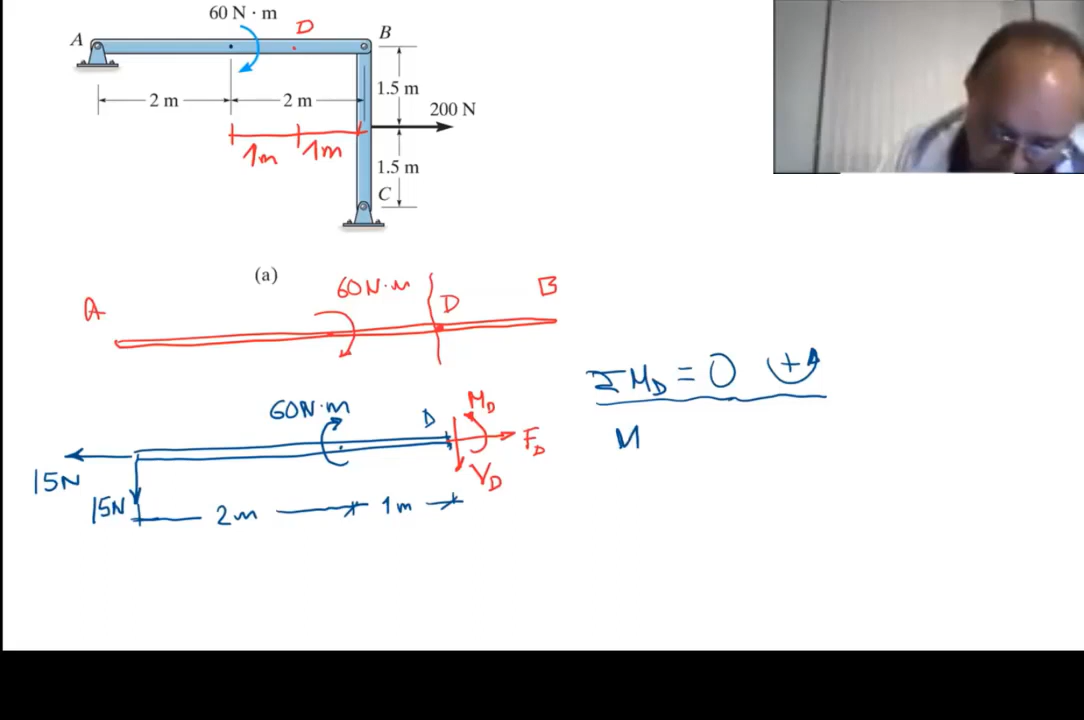 60 N · m
D
A
B
2 m
2 m
1.5 m
200 N
1m
1m
1.5 m
C
(a)
A
60N·m
D
B
60N·m
D
M_D
F_D
V_D
15N
15N
2m
1m
ΣM_D = 0 +
M